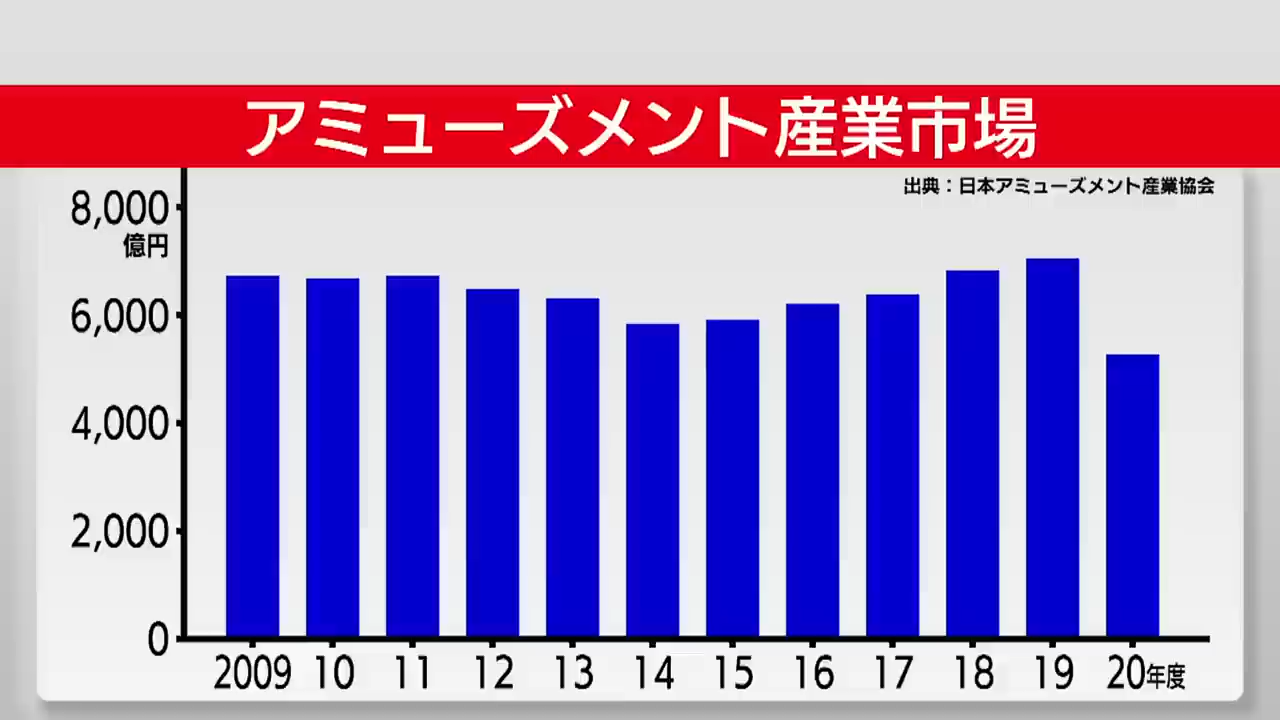 アミューズメント産業市場
出典：日本アミューズメント産業協会
8,000
億円
6,000
4,000
2,000
0
2009 10 11 12 13 14 15 16 17 18 19 20年度